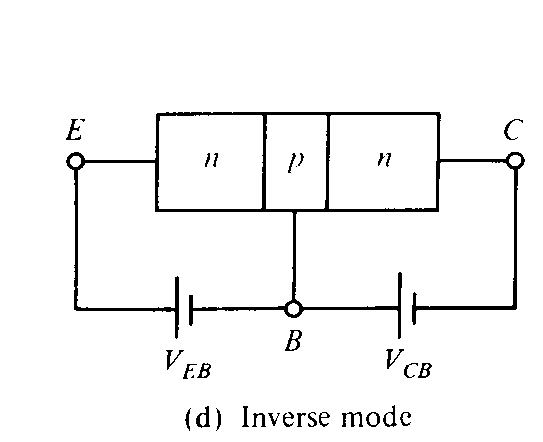 E C
n p n
B
V_EB V_CB
(d) Inverse mode